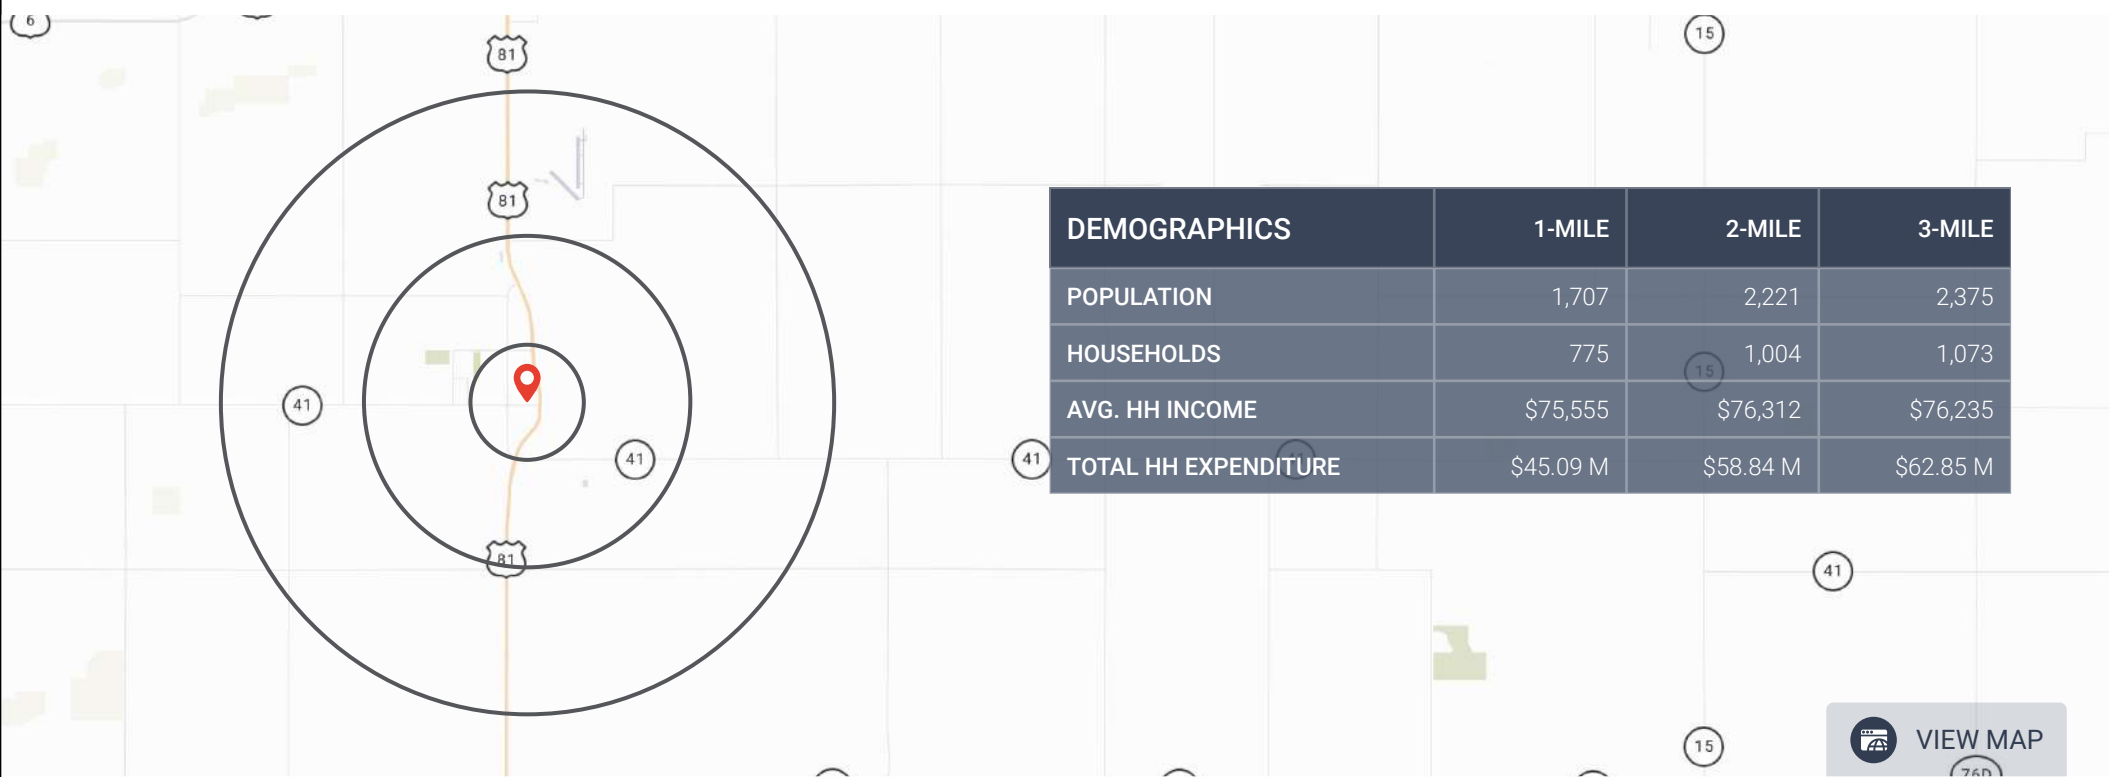 6
81
15
81
DEMOGRAPHICS 1-MILE 2-MILE 3-MILE
POPULATION 1,707 2,221 2,375
HOUSEHOLDS 775 1,004 1,073
15
AVG. HH INCOME $75,555 $76,312 $76,235
41
41
41
TOTAL HH EXPENDITURE $45.09 M $58.84 M $62.85 M
81
41
15
VIEW MAP
76D